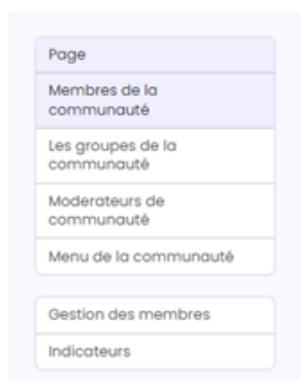 Page
Membres de la
communauté
Les groupes de la
communauté
Moderateurs de
communauté
Menu de la communauté
Gestion des membres
Indicateurs